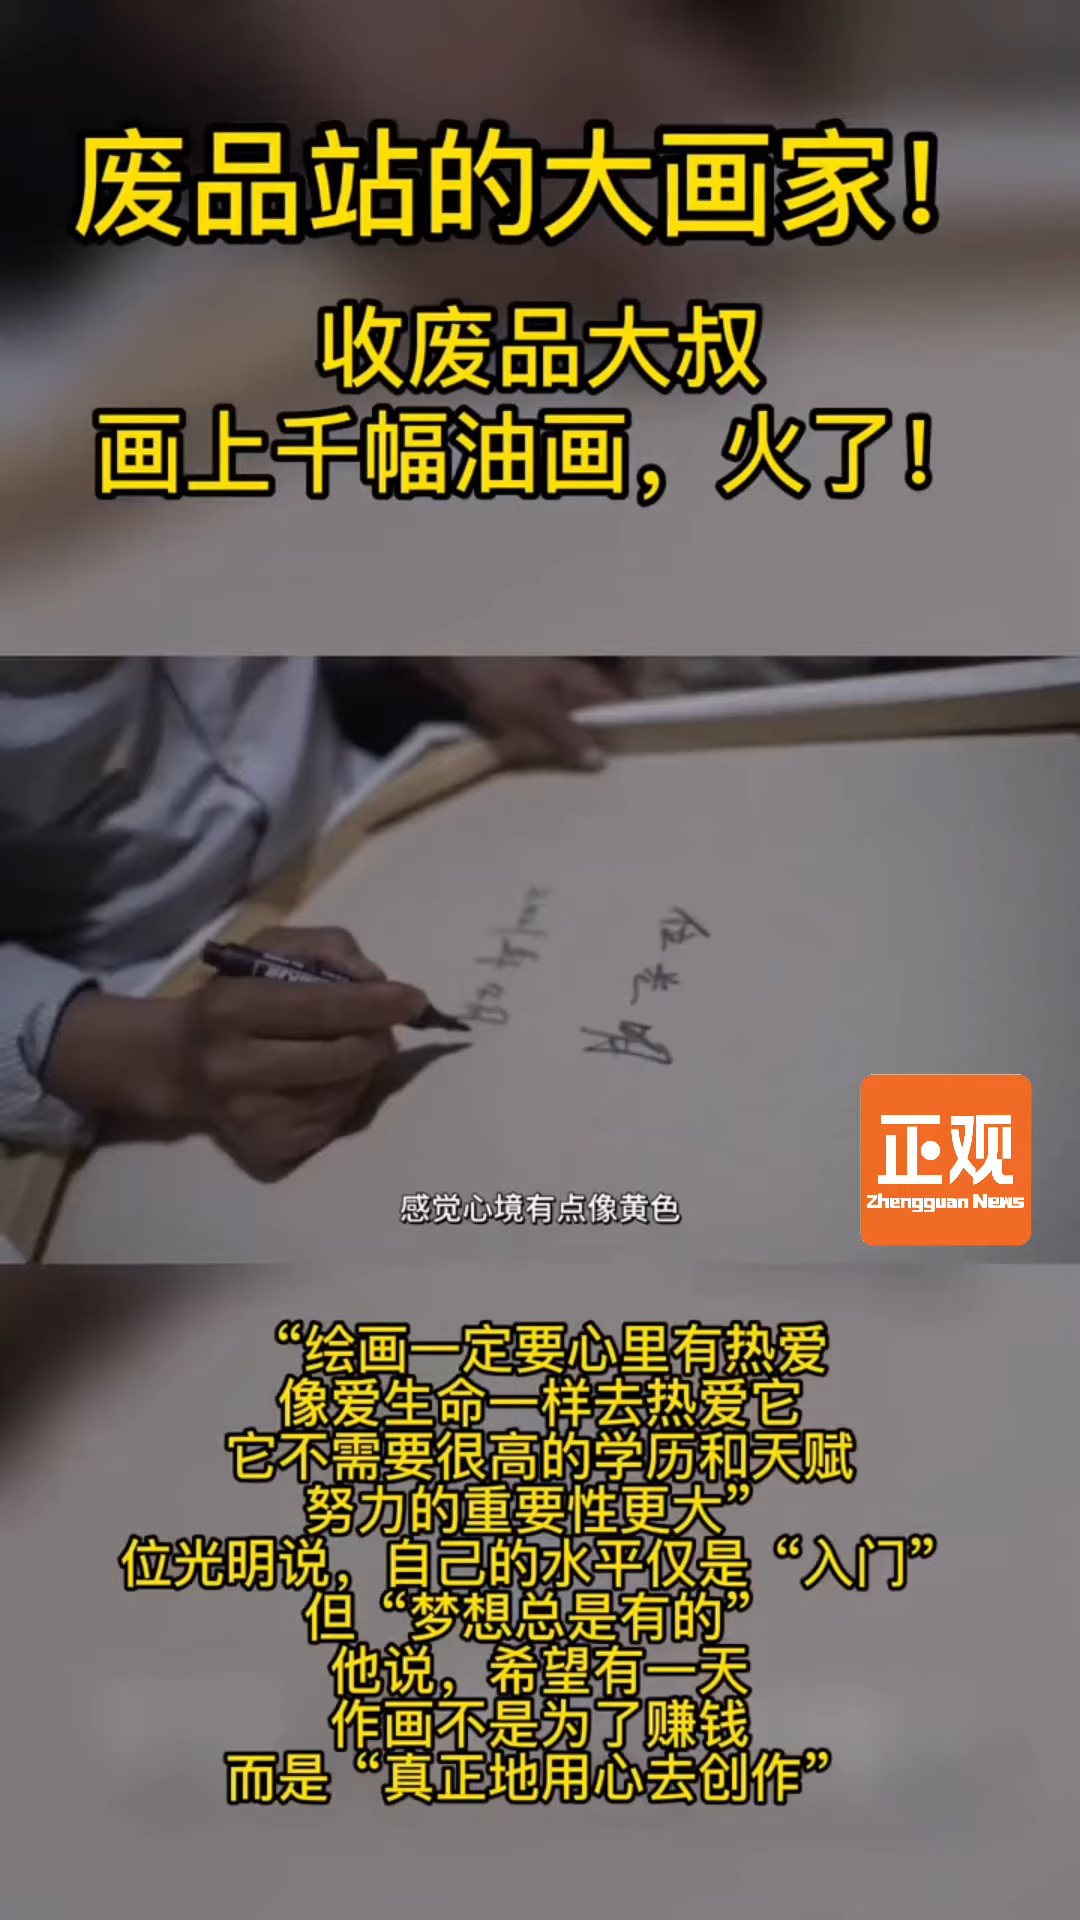 废品站的大画家！
收废品大叔
画上千幅油画，火了！
位光明
正观
Zhengguan News
感觉心境有点像黄色
“绘画一定要心里有热爱
像爱生命一样去热爱它
它不需要很高的学历和天赋
努力的重要性更大”
位光明说，自己的水平仅是“入门”
但“梦想总是有的”
他说，希望有一天
作画不是为了赚钱
而是“真正地用心去创作”